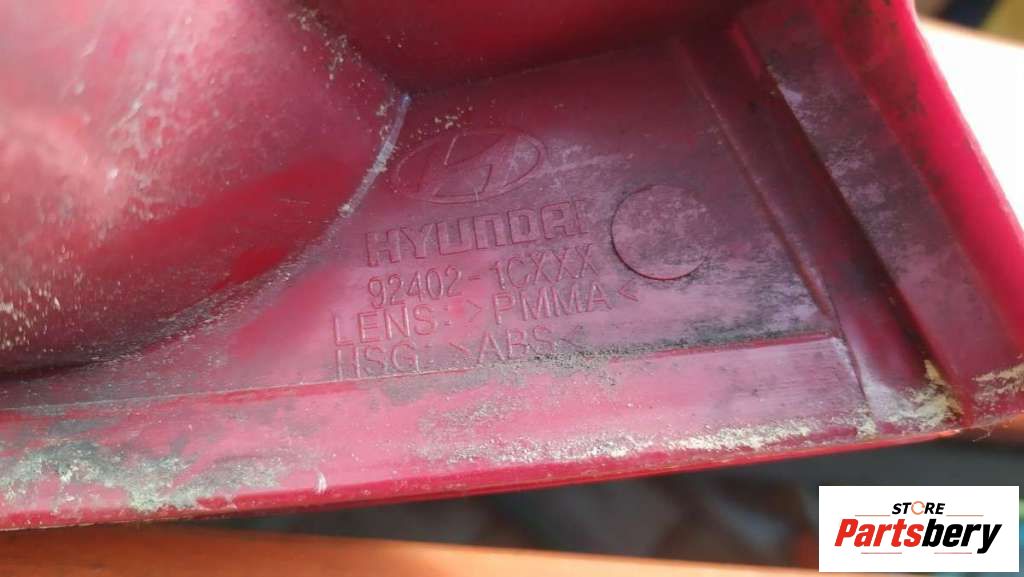 HYUNDAI
92402-1CXXX
LENS: >PMMA<
HSG: >ABS<
STORE
Partsbery